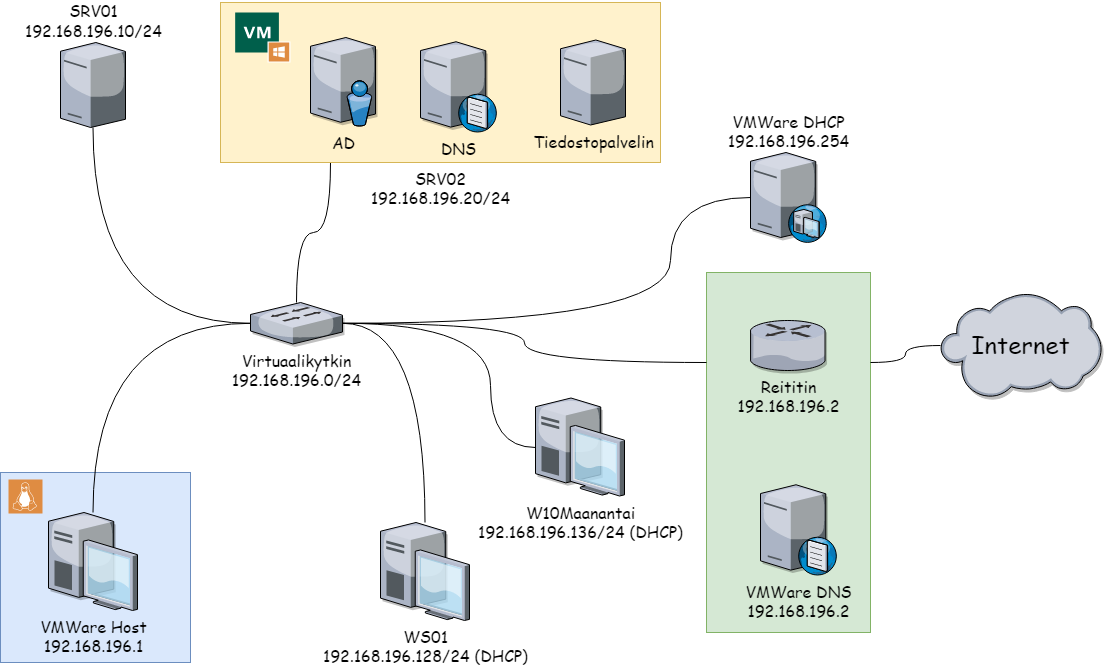 SRV01
192.168.196.10/24
VM
AD
DNS
Tiedostopalvelin
SRV02
192.168.196.20/24
VMWare DHCP
192.168.196.254
Virtuaalikytkin
192.168.196.0/24
Reititin
192.168.196.2
Internet
W10Maanantai
192.168.196.136/24 (DHCP)
VMWare DNS
192.168.196.2
VMWare Host
192.168.196.1
WS01
192.168.196.128/24 (DHCP)